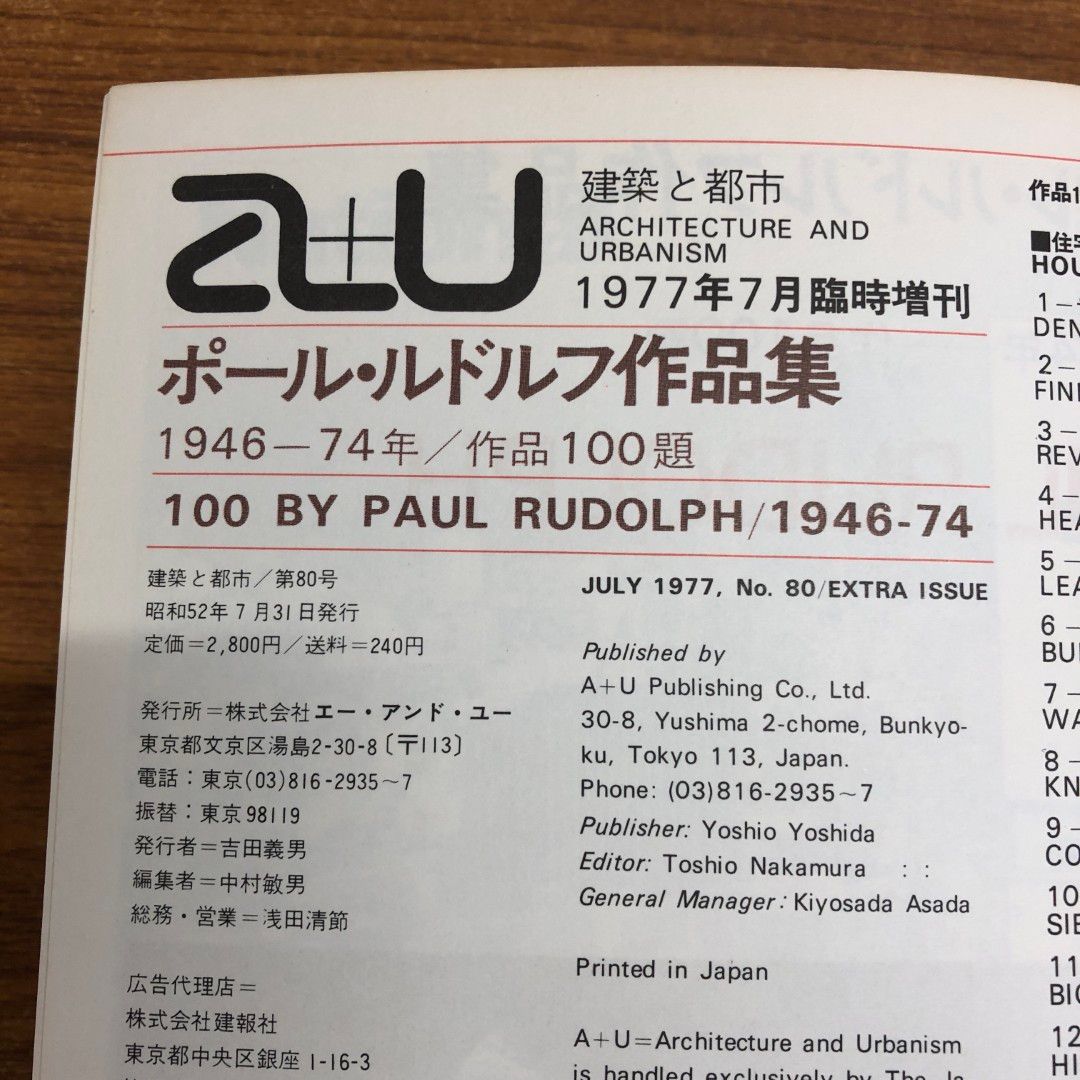 a+u
建築と都市
ARCHITECTURE AND
URBANISM
1977年7月臨時増刊
ポール・ルドルフ作品集
1946—74年／作品100題
100 BY PAUL RUDOLPH/1946-74
建築と都市／第80号
昭和52年7月31日発行
定価＝2,800円／送料＝240円
発行所＝株式会社エー・アンド・ユー
東京都文京区湯島2-30-8〔〒113〕
電話：東京(03)816-2935～7
振替：東京98119
発行者＝吉田義男
編集者＝中村敏男
総務・営業＝浅田清節
広告代理店＝
株式会社建報社
東京都中央区銀座 1-16-3
JULY 1977, No. 80/EXTRA ISSUE
Published by
A+U Publishing Co., Ltd.
30-8, Yushima 2-chome, Bunkyo-
ku, Tokyo 113, Japan.
Phone: (03)816-2935～7
Publisher: Yoshio Yoshida
Editor: Toshio Nakamura : :
General Manager: Kiyosada Asada
Printed in Japan
A+U=Architecture and Urbanism
is handled exclusively by The Ja
作品1
■住宅
HOU
1—
DEN
2—
FINE
3—
REV
4—
HEA
5—
LEA
6—
BUR
7—
WA
8—
KN
9—
CO
10
SIE
11
BIG
12
HI